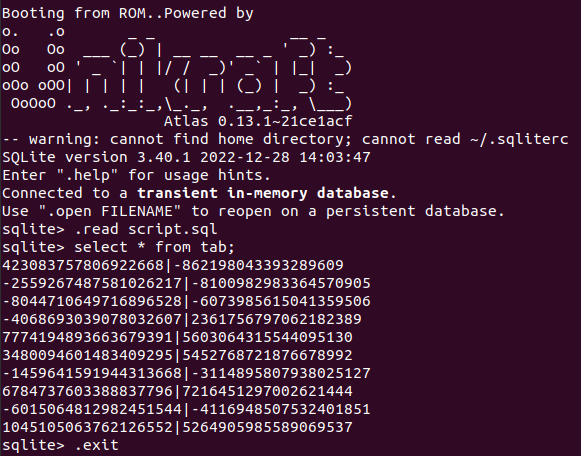 Booting from ROM..Powered by
o.   .o       _ _               __ _
Oo   Oo  ___ (_) | __ __  __ _ ' _) :_
oO   oO ' _ `| | |/ /  _)' _` | |_|  _)
oOo oOO| | | | |   (| | | (_) |  _) :_
 OoOoO ._, ._:_:_,\_._,  .__,_:_, \___)
                  Atlas 0.13.1~21ce1acf
-- warning: cannot find home directory; cannot read ~/.sqliterc
SQLite version 3.40.1 2022-12-28 14:03:47
Enter ".help" for usage hints.
Connected to a transient in-memory database.
Use ".open FILENAME" to reopen on a persistent database.
sqlite> .read script.sql
sqlite> select * from tab;
423083757806922668|-862198043393289609
-2559267487581026217|-8100982983364570905
-8044710649716896528|-6073985615041359506
-4068693039078032607|2361756797062182389
7774194893663679391|5603064315544095130
3480094601483409295|5452768721876678992
-1459641591944313668|-3114895807938025127
6784737603388837796|7216451297002621444
-6015064812982451544|-4116948507532401851
1045105063762126552|5264905985589069537
sqlite> .exit